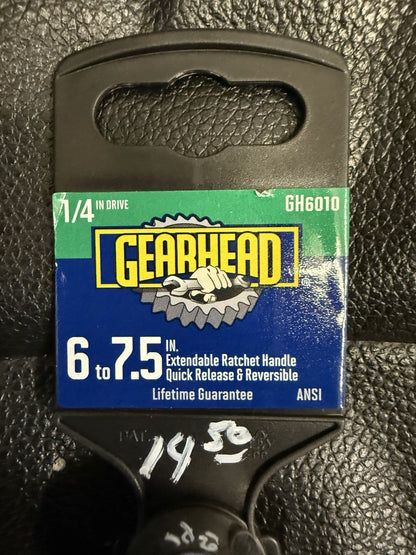 1/4 IN DRIVE GH6010
GEARHEAD
6 to 7.5 IN.
Extendable Ratchet Handle
Quick Release & Reversible
Lifetime Guarantee ANSI
14 50